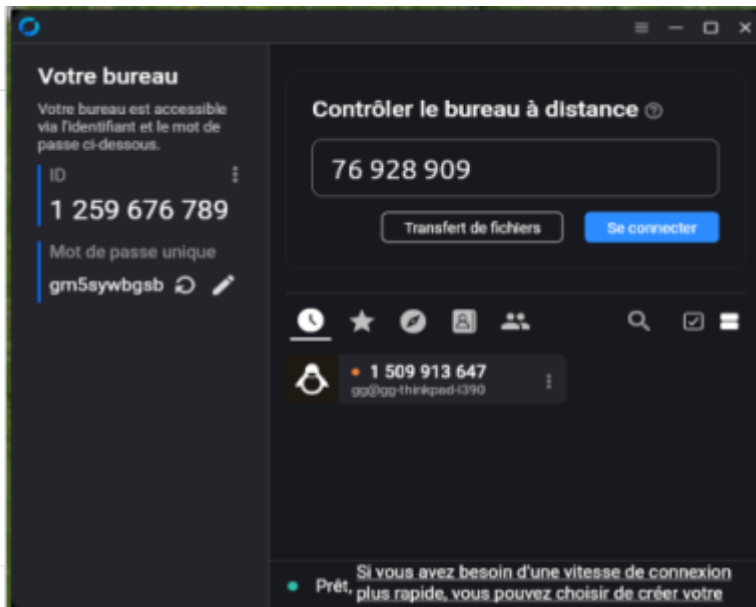 Votre bureau
Votre bureau est accessible
via l'identifiant et le mot de
passe ci-dessous.
ID
1 259 676 789
Mot de passe unique
gm5sywbgsb
Contrôler le bureau à distance
76 928 909
Transfert de fichiers
Se connecter
1 509 913 647
gg@gg-thinkpad-l390
Prêt, Si vous avez besoin d'une vitesse de connexion
plus rapide, vous pouvez choisir de créer votre